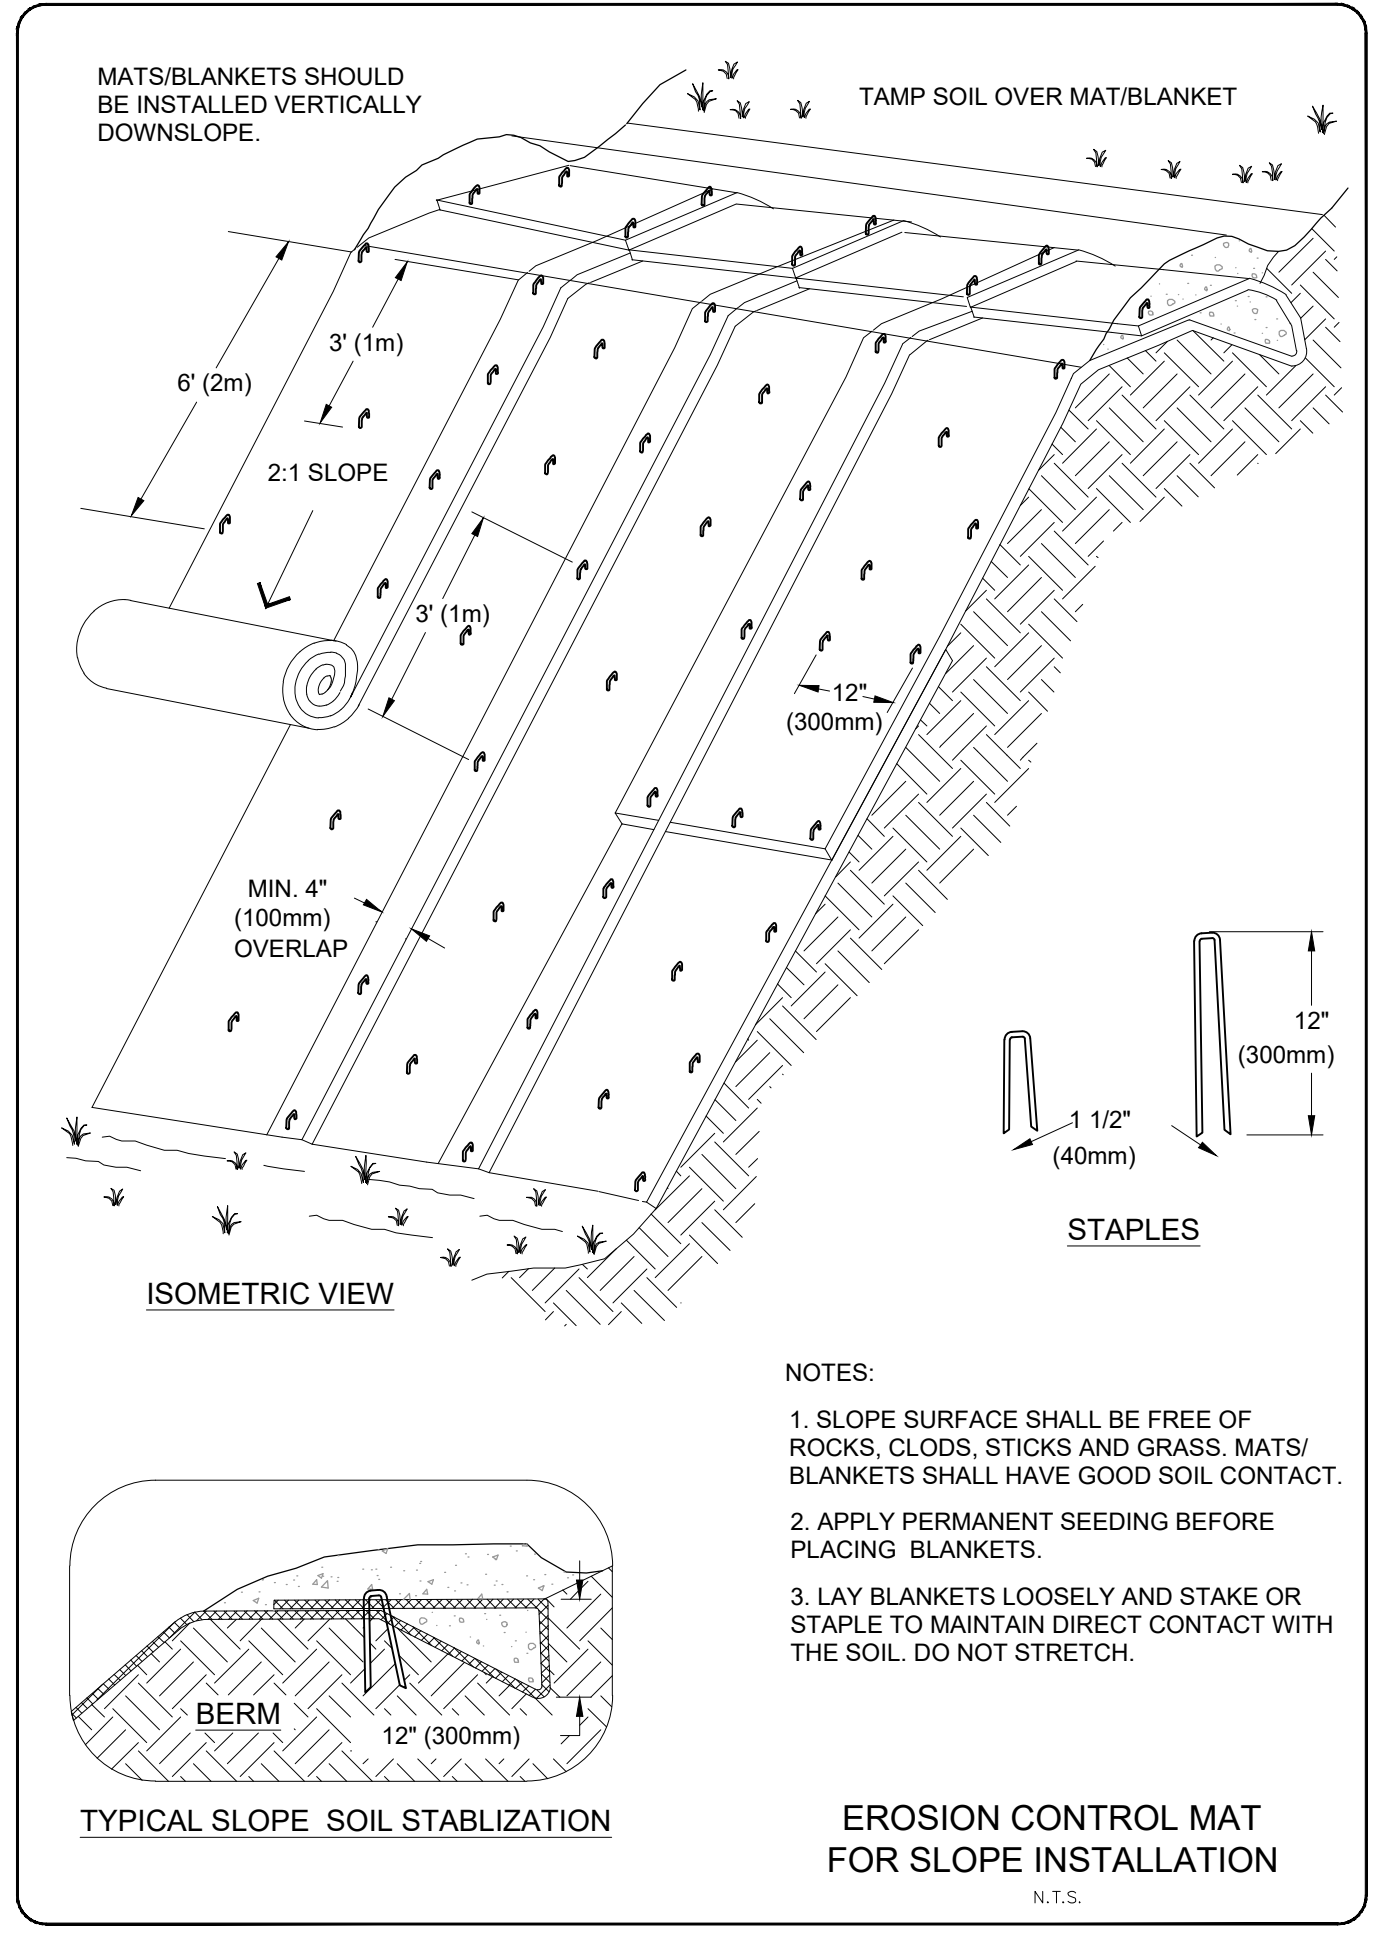 MATS/BLANKETS SHOULD
BE INSTALLED VERTICALLY
DOWNSLOPE.
TAMP SOIL OVER MAT/BLANKET
3' (1m)
6' (2m)
2:1 SLOPE
3' (1m)
12"
(300mm)
MIN. 4"
(100mm)
OVERLAP
12"
(300mm)
1 1/2"
(40mm)
STAPLES
ISOMETRIC VIEW
NOTES:
1. SLOPE SURFACE SHALL BE FREE OF
ROCKS, CLODS, STICKS AND GRASS. MATS/
BLANKETS SHALL HAVE GOOD SOIL CONTACT.
2. APPLY PERMANENT SEEDING BEFORE
PLACING  BLANKETS.
3. LAY BLANKETS LOOSELY AND STAKE OR
STAPLE TO MAINTAIN DIRECT CONTACT WITH
THE SOIL. DO NOT STRETCH.
BERM
12" (300mm)
TYPICAL SLOPE  SOIL STABLIZATION
EROSION CONTROL MAT
FOR SLOPE INSTALLATION
N.T.S.